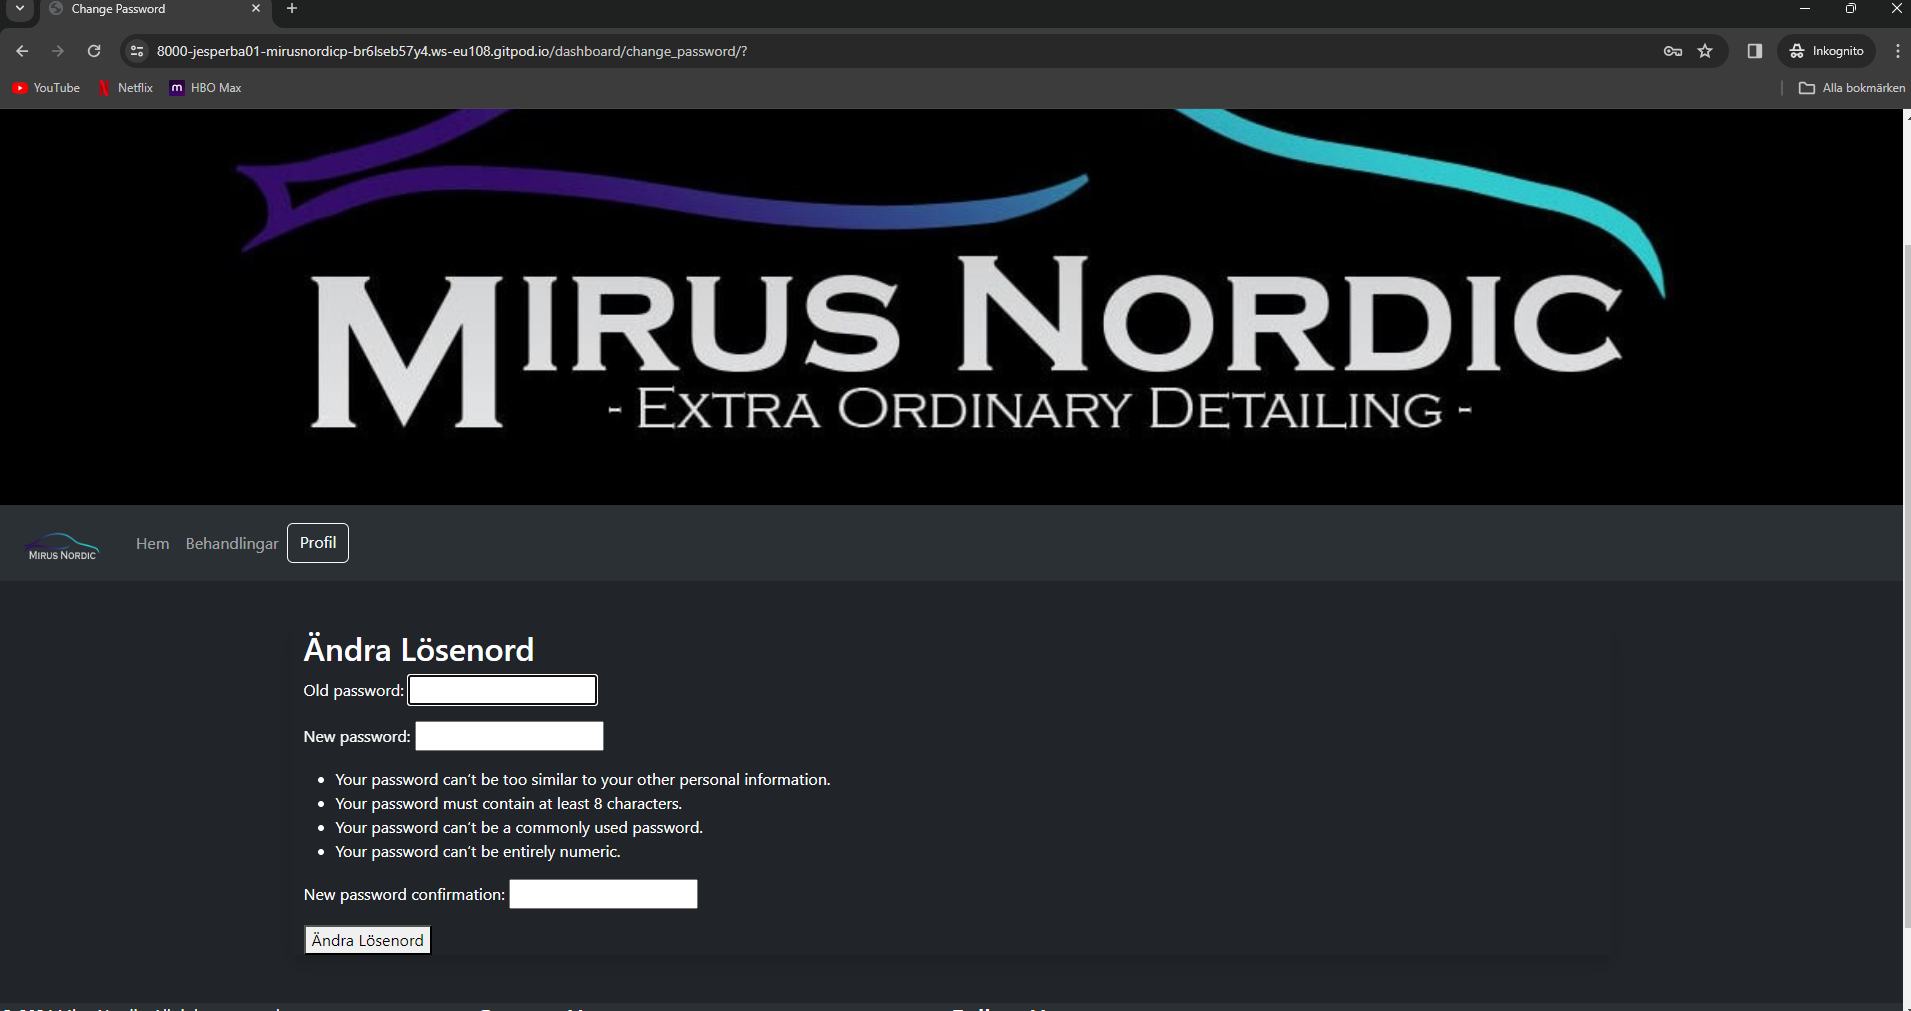 Change Password
8000-jesperba01-mirusnordicp-br6lseb57y4.ws-eu108.gitpod.io/dashboard/change_password/?
Inkognito
YouTube Netflix m HBO Max Alla bokmärken
MIRUS NORDIC
- EXTRA ORDINARY DETAILING -
MIRUS NORDIC Hem Behandlingar Profil
Ändra Lösenord
Old password:
New password:
• Your password can't be too similar to your other personal information.
• Your password must contain at least 8 characters.
• Your password can't be a commonly used password.
• Your password can't be entirely numeric.
New password confirmation:
Ändra Lösenord